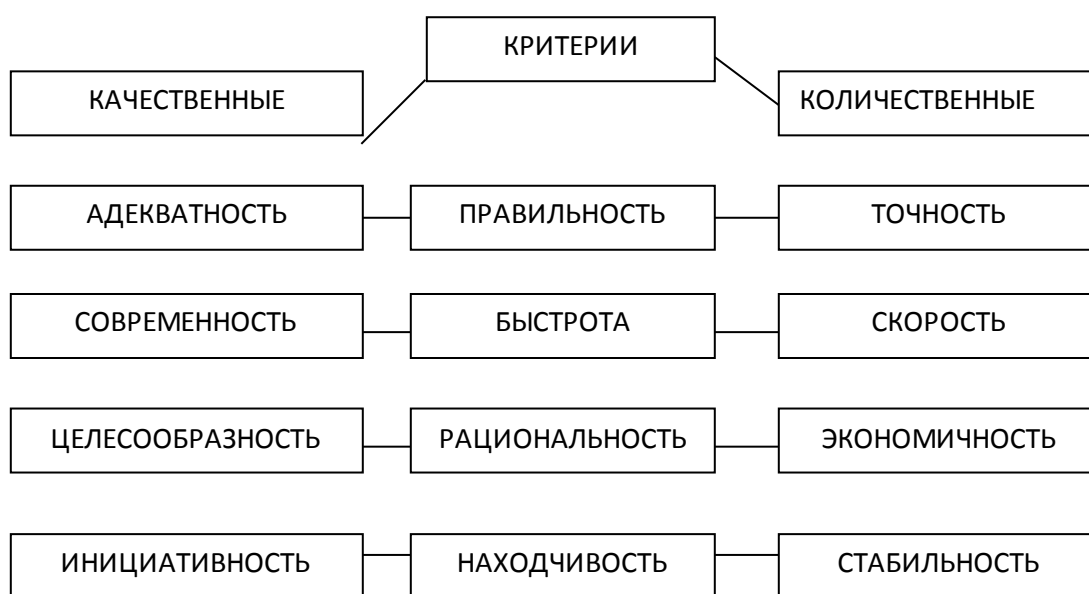 КРИТЕРИИ
КАЧЕСТВЕННЫЕ
КОЛИЧЕСТВЕННЫЕ
АДЕКВАТНОСТЬ
ПРАВИЛЬНОСТЬ
ТОЧНОСТЬ
СОВРЕМЕННОСТЬ
БЫСТРОТА
СКОРОСТЬ
ЦЕЛЕСООБРАЗНОСТЬ
РАЦИОНАЛЬНОСТЬ
ЭКОНОМИЧНОСТЬ
ИНИЦИАТИВНОСТЬ
НАХОДЧИВОСТЬ
СТАБИЛЬНОСТЬ